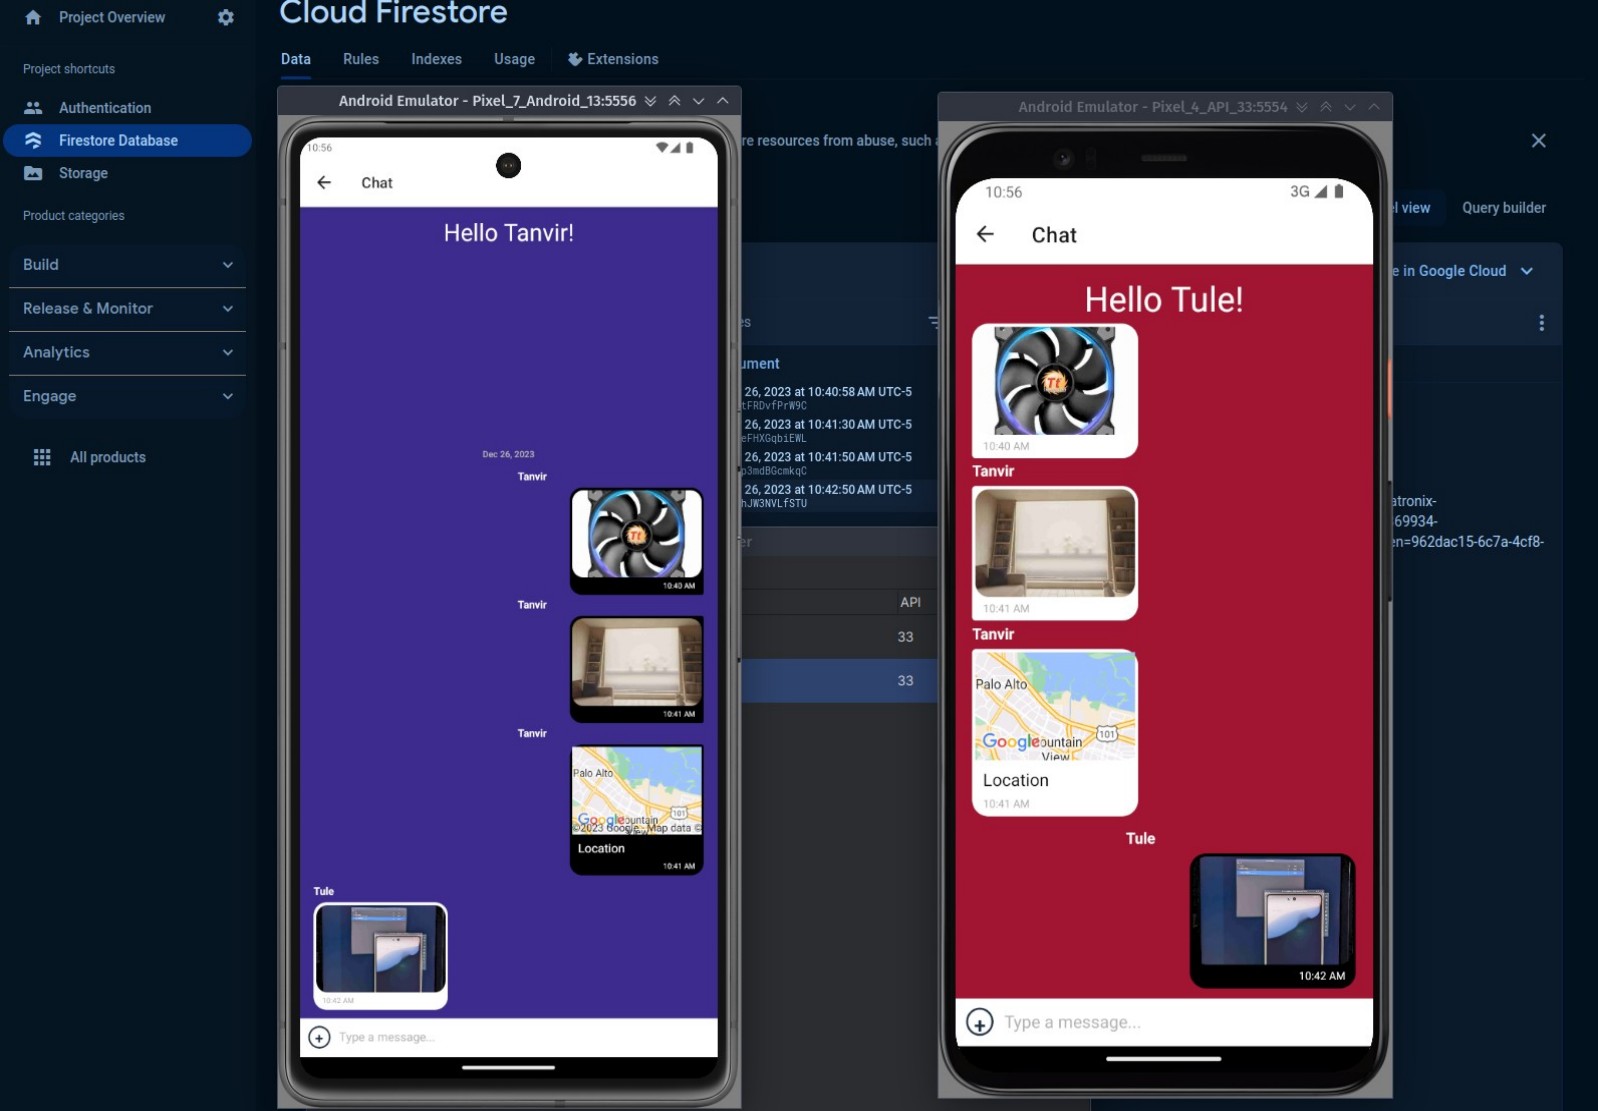 Project Overview
Cloud Firestore
Project shortcuts
Data
Rules
Indexes
Usage
Extensions
Authentication
Firestore Database
Storage
Product categories
Build
Release & Monitor
Analytics
Engage
All products
Android Emulator - Pixel_7_Android_13:5556
10:56
Chat
Hello Tanvir!
Dec 26, 2023
Tanvir
Tt
10:40 AM
Tanvir
10:41 AM
Tanvir
Palo Alto
101
Google
ountain
View
©2023 Google - Map data ©
Location
10:41 AM
Tule
10:42 AM
Type a message...
re resources from abuse, such a
es
ument
26, 2023 at 10:40:58 AM UTC-5
tFRDvfPrW9C
26, 2023 at 10:41:30 AM UTC-5
eFHXGqbiEWL
26, 2023 at 10:41:50 AM UTC-5
p3mdBGcmkqC
26, 2023 at 10:42:50 AM UTC-5
hJW3NVLfSTU
er
API
33
33
Android Emulator - Pixel_4_API_33:5554
10:56
3G
Chat
Hello Tule!
Tt
10:40 AM
Tanvir
10:41 AM
Tanvir
Palo Alto
101
Google
ountain
View
Location
10:41 AM
Tule
10:42 AM
Type a message...
el view
Query builder
e in Google Cloud
atronix-
69934-
en=962dac15-6c7a-4cf8-